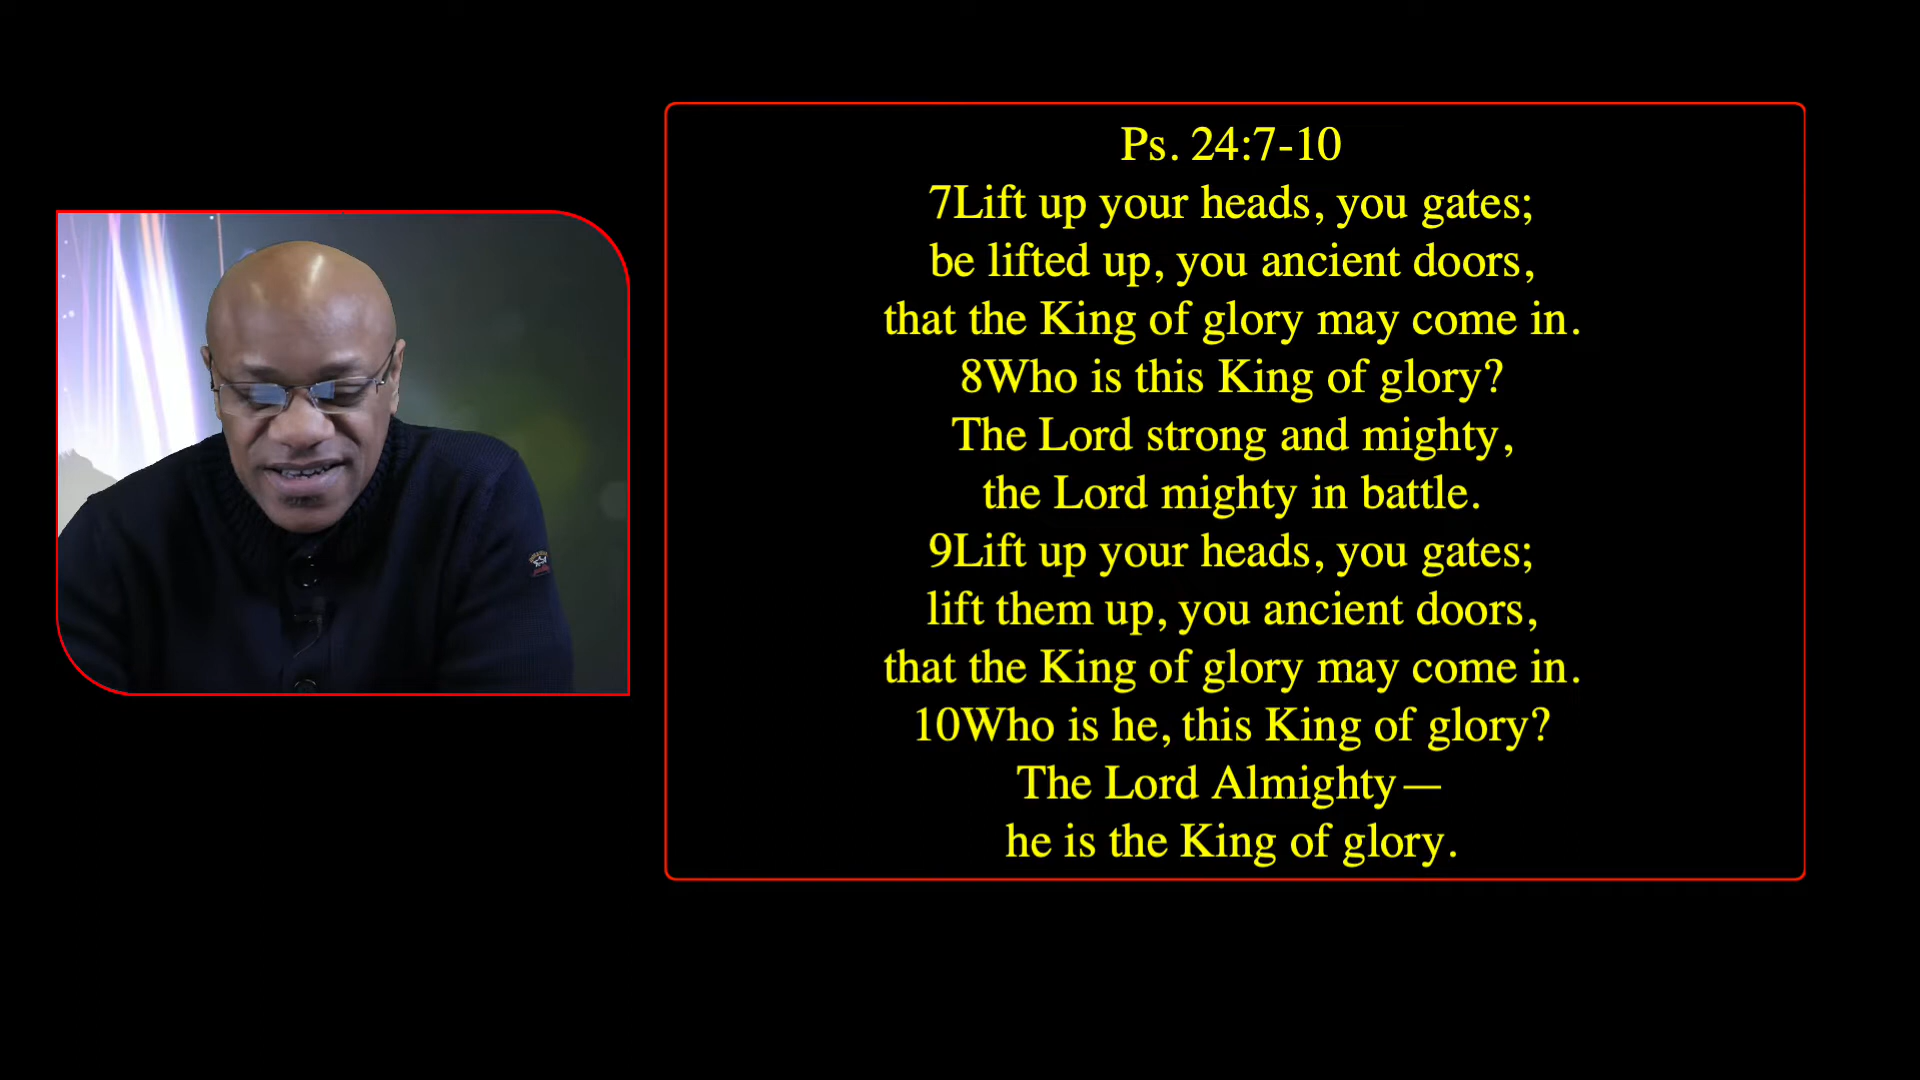 Ps. 24:7-10
7Lift up your heads, you gates;
be lifted up, you ancient doors,
that the King of glory may come in.
8Who is this King of glory?
The Lord strong and mighty,
the Lord mighty in battle.
9Lift up your heads, you gates;
lift them up, you ancient doors,
that the King of glory may come in.
10Who is he, this King of glory?
The Lord Almighty—
he is the King of glory.